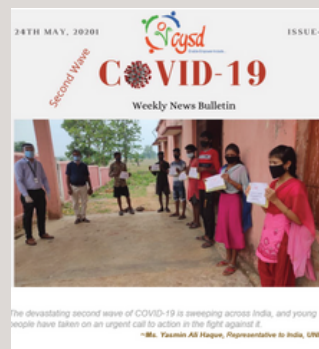 cysd
24TH MAY, 20201
ISSUE-
Second Wave
COVID-19
Weekly News Bulletin
The devastating second wave of COVID-19 is sweeping across India, and young
people have taken on an urgent call to action in the fight against it.
~Ms. Yasmin Ali Haque, Representative to India, UNI